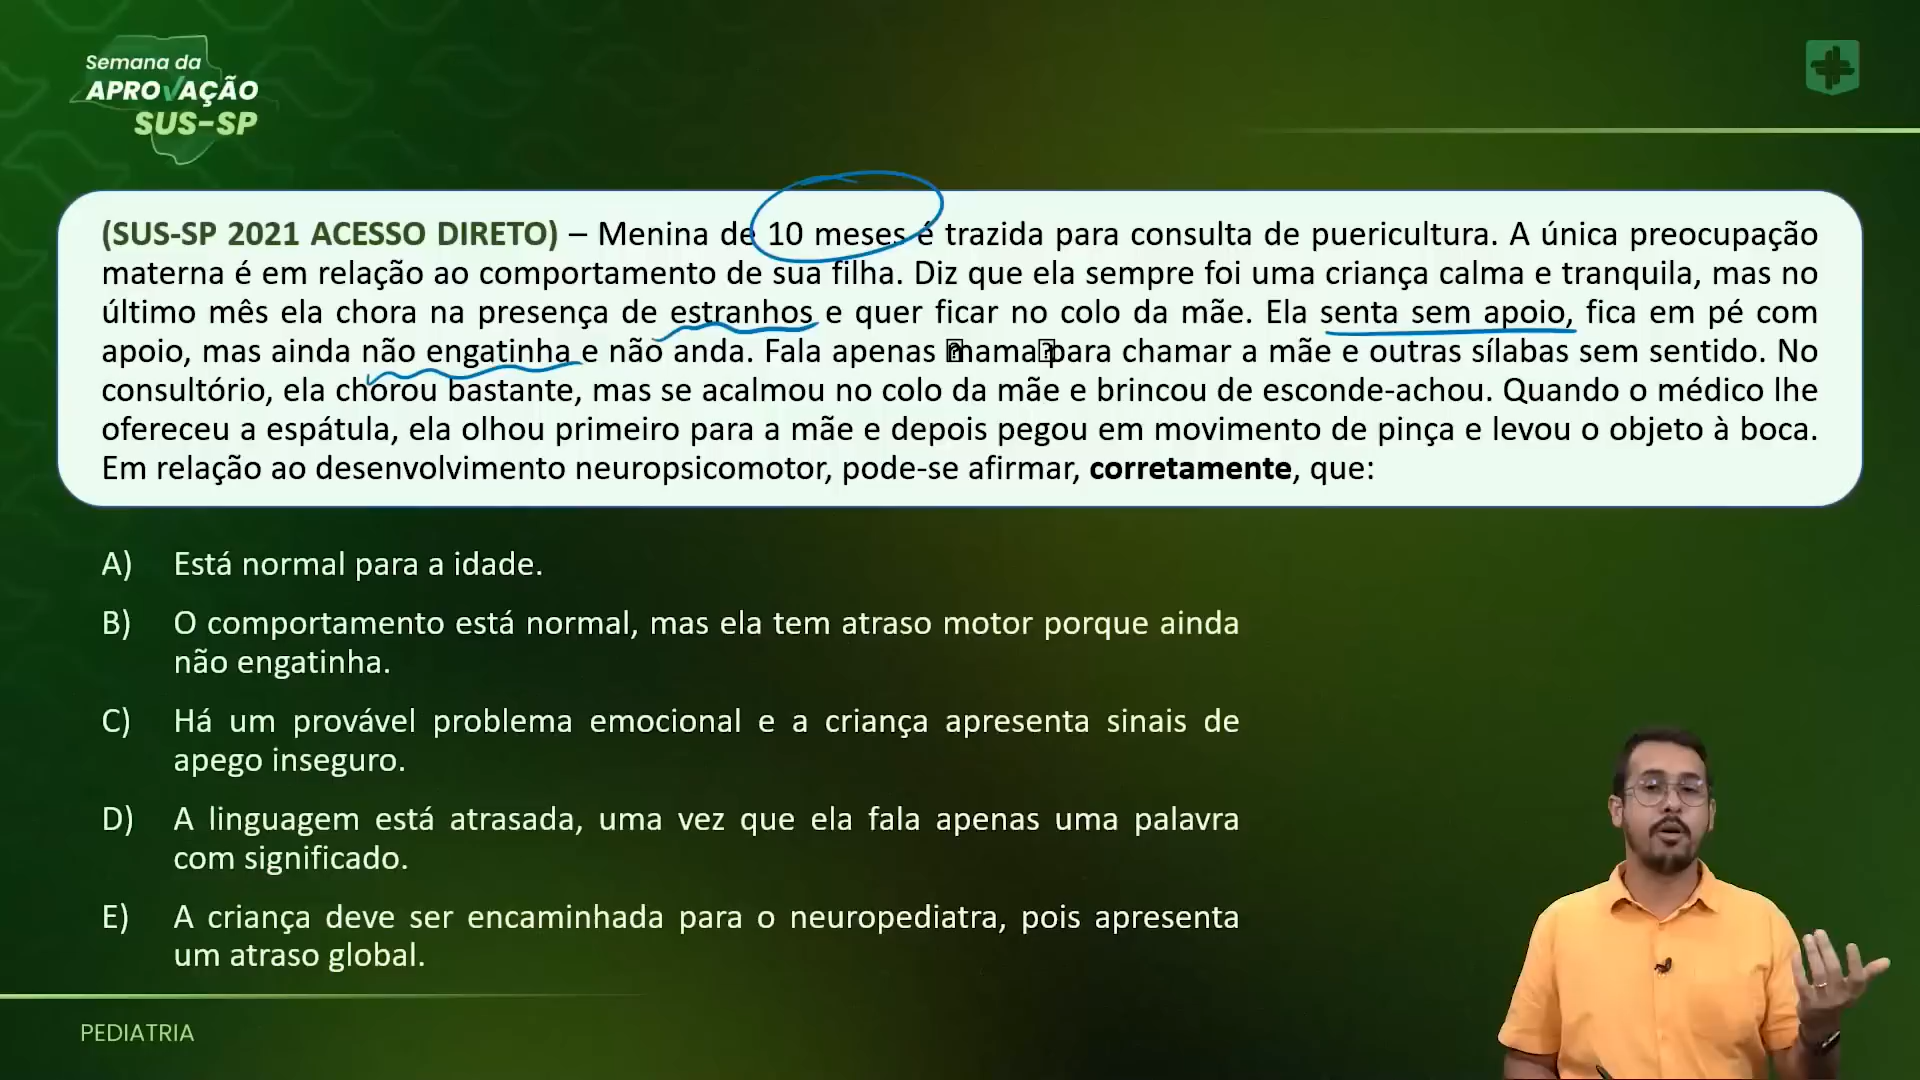 Semana da
APROVAÇÃO
SUS-SP
(SUS-SP 2021 ACESSO DIRETO) – Menina de 10 meses é trazida para consulta de puericultura. A única preocupação
materna é em relação ao comportamento de sua filha. Diz que ela sempre foi uma criança calma e tranquila, mas no
último mês ela chora na presença de estranhos e quer ficar no colo da mãe. Ela senta sem apoio, fica em pé com
apoio, mas ainda não engatinha e não anda. Fala apenas mama para chamar a mãe e outras sílabas sem sentido. No
consultório, ela chorou bastante, mas se acalmou no colo da mãe e brincou de esconde-achou. Quando o médico lhe
ofereceu a espátula, ela olhou primeiro para a mãe e depois pegou em movimento de pinça e levou o objeto à boca.
Em relação ao desenvolvimento neuropsicomotor, pode-se afirmar, corretamente, que:
A) Está normal para a idade.
B) O comportamento está normal, mas ela tem atraso motor porque ainda
não engatinha.
C) Há um provável problema emocional e a criança apresenta sinais de
apego inseguro.
D) A linguagem está atrasada, uma vez que ela fala apenas uma palavra
com significado.
E) A criança deve ser encaminhada para o neuropediatra, pois apresenta
um atraso global.
PEDIATRIA